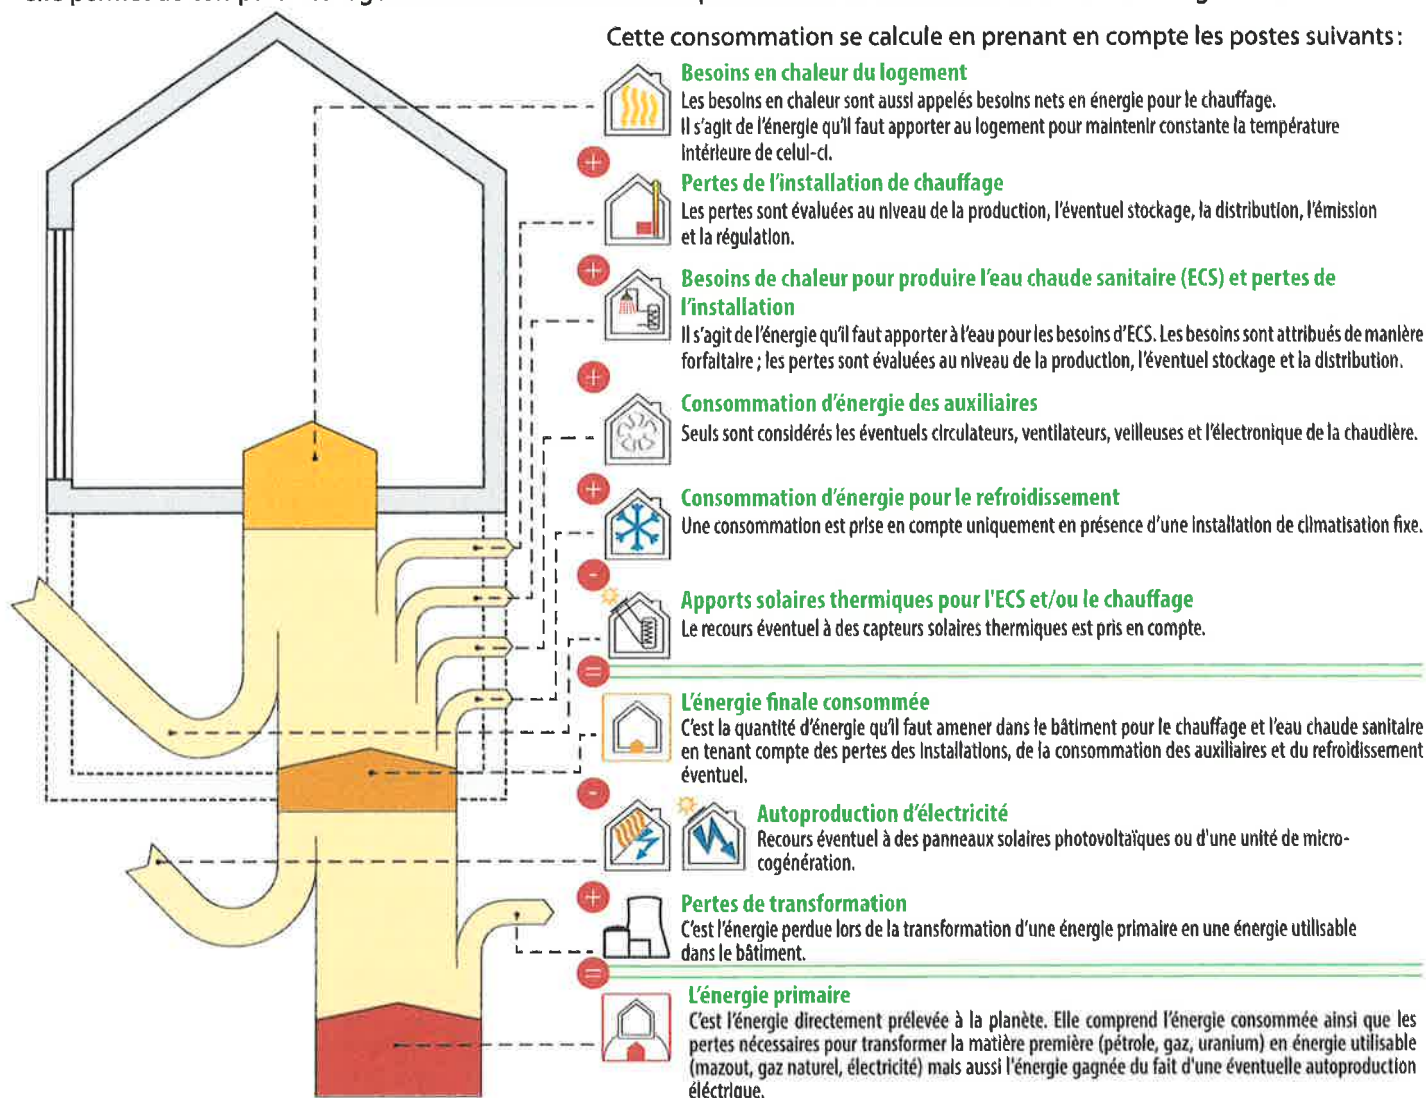 Cette consommation se calcule en prenant en compte les postes suivants :
Besoins en chaleur du logement
Les besoins en chaleur sont aussi appelés besoins nets en énergie pour le chauffage.
Il s'agit de l'énergie qu'il faut apporter au logement pour maintenir constante la température
intérieure de celui-ci.
+
Pertes de l'installation de chauffage
Les pertes sont évaluées au niveau de la production, l'éventuel stockage, la distribution, l'émission
et la régulation.
+
Besoins de chaleur pour produire l'eau chaude sanitaire (ECS) et pertes de
l'installation
Il s'agit de l'énergie qu'il faut apporter à l'eau pour les besoins d'ECS. Les besoins sont attribués de manière
forfaitaire ; les pertes sont évaluées au niveau de la production, l'éventuel stockage et la distribution.
+
Consommation d'énergie des auxiliaires
Seuls sont considérés les éventuels circulateurs, ventilateurs, veilleuses et l'électronique de la chaudière.
+
Consommation d'énergie pour le refroidissement
Une consommation est prise en compte uniquement en présence d'une installation de climatisation fixe.
-
Apports solaires thermiques pour l'ECS et/ou le chauffage
Le recours éventuel à des capteurs solaires thermiques est pris en compte.
=
L'énergie finale consommée
C'est la quantité d'énergie qu'il faut amener dans le bâtiment pour le chauffage et l'eau chaude sanitaire
en tenant compte des pertes des installations, de la consommation des auxiliaires et du refroidissement
éventuel.
-
Autoproduction d'électricité
Recours éventuel à des panneaux solaires photovoltaïques ou d'une unité de micro-
cogénération.
+
Pertes de transformation
C'est l'énergie perdue lors de la transformation d'une énergie primaire en une énergie utilisable
dans le bâtiment.
=
L'énergie primaire
C'est l'énergie directement prélevée à la planète. Elle comprend l'énergie consommée ainsi que les
pertes nécessaires pour transformer la matière première (pétrole, gaz, uranium) en énergie utilisable
(mazout, gaz naturel, électricité) mais aussi l'énergie gagnée du fait d'une éventuelle autoproduction
éléctrique.